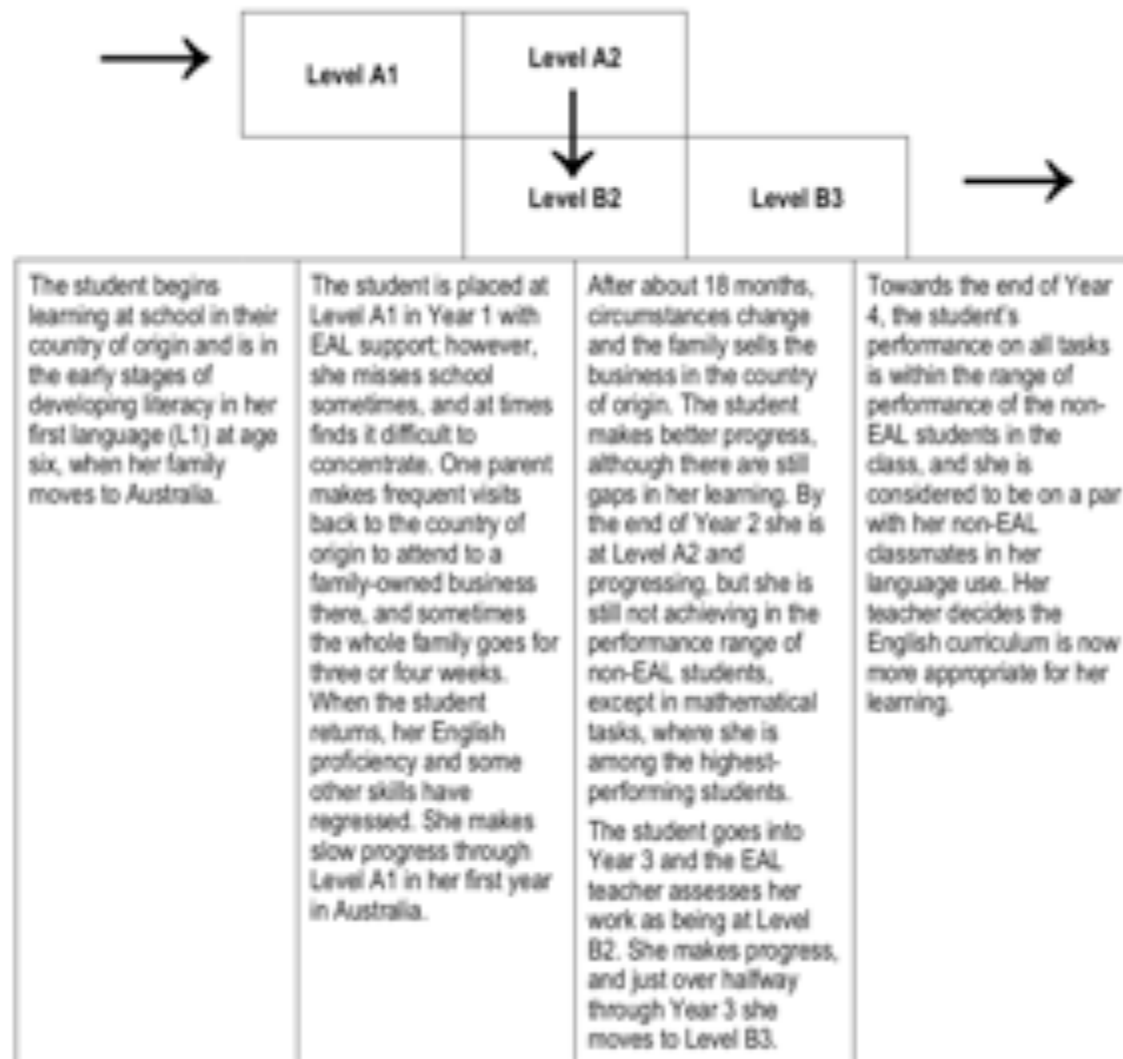 Level A1
Level A2
Level B2
Level B3
The student begins
learning at school in their
country of origin and is in
the early stages of
developing literacy in her
first language (L1) at age
six, when her family
moves to Australia.
The student is placed at
Level A1 in Year 1 with
EAL support; however,
she misses school
sometimes, and at times
finds it difficult to
concentrate. One parent
makes frequent visits
back to the country of
origin to attend to a
family-owned business
there, and sometimes
the whole family goes for
three or four weeks.
When the student
returns, her English
proficiency and some
other skills have
regressed. She makes
slow progress through
Level A1 in her first year
in Australia.
After about 18 months,
circumstances change
and the family sells the
business in the country
of origin. The student
makes better progress,
although there are still
gaps in her learning. By
the end of Year 2 she is
at Level A2 and
progressing, but she is
still not achieving in the
performance range of
non-EAL students,
except in mathematical
tasks, where she is
among the highest-
performing students.
The student goes into
Year 3 and the EAL
teacher assesses her
work as being at Level
B2. She makes progress,
and just over halfway
through Year 3 she
moves to Level B3.
Towards the end of Year
4, the student's
performance on all tasks
is within the range of
performance of the non-
EAL students in the
class, and she is
considered to be on a par
with her non-EAL
classmates in her
language use. Her
teacher decides the
English curriculum is now
more appropriate for her
learning.